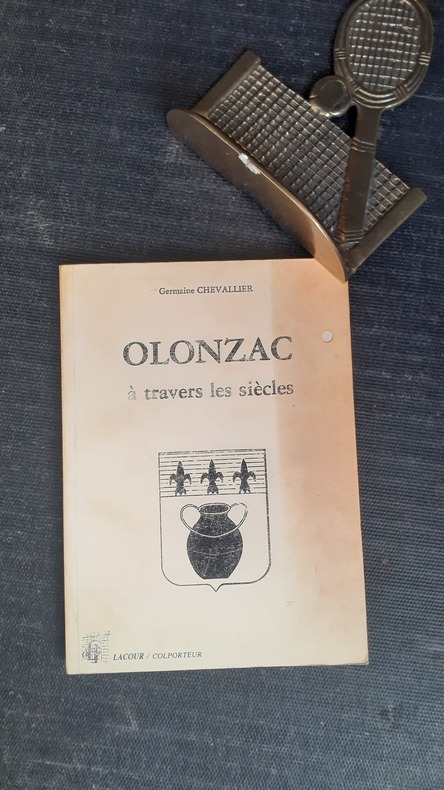 Germaine CHEVALLIER
OLONZAC
à travers les siècles
LACOUR / COLPORTEUR